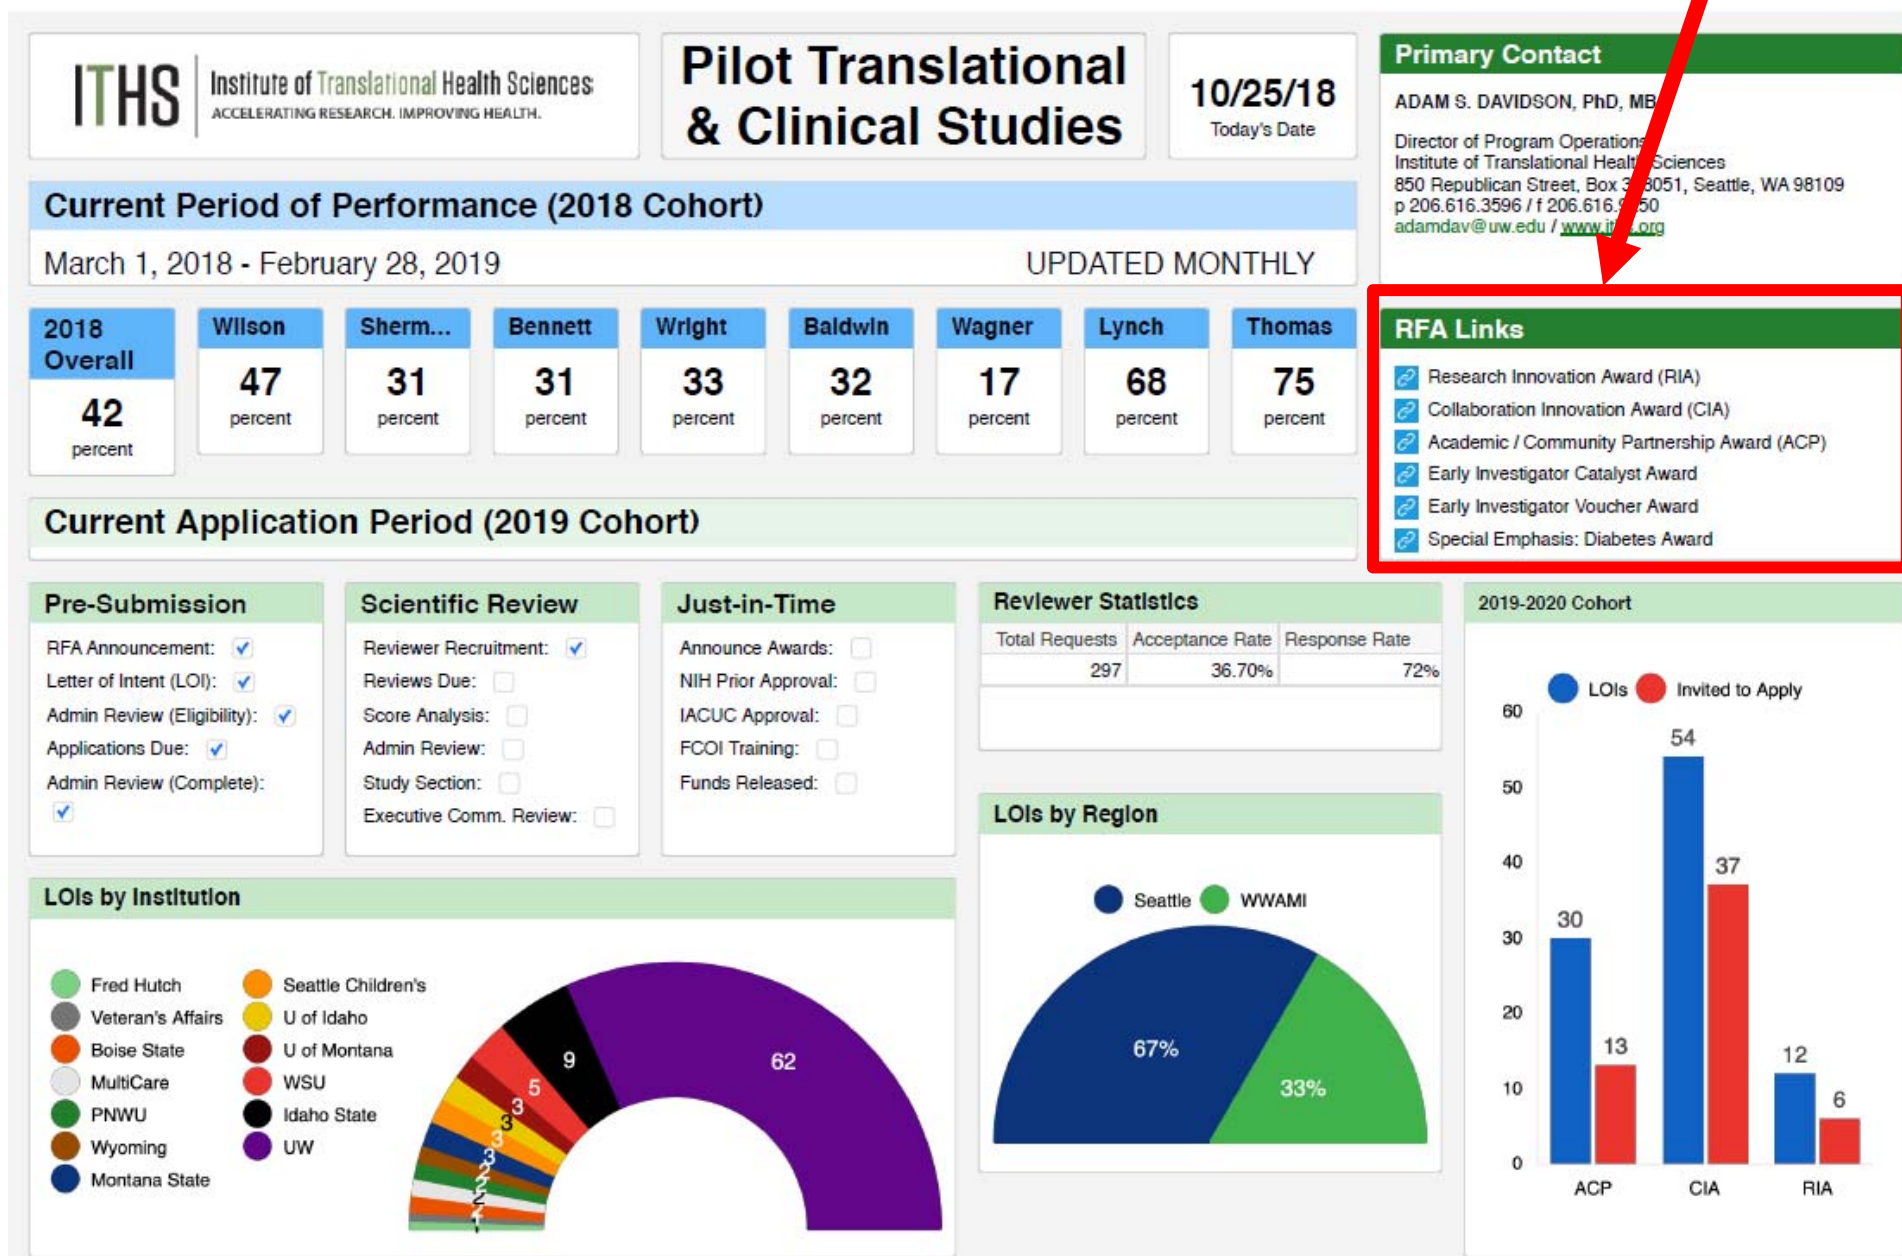 ITHS
Institute of Translational Health Sciences
ACCELERATING RESEARCH. IMPROVING HEALTH.
Pilot Translational
& Clinical Studies
10/25/18
Today's Date
Primary Contact
ADAM S. DAVIDSON, PhD,
Director of Program Operations
Institute of Translational Health Sciences
850 Republican Street, Box Seattle, WA 98109
p 206.616.3596 / f
adamdav@uw.edu /
Current Period of Performance (2018 Cohort)
March 1, 2018 - February 28, 2019
UPDATED MONTHLY
2018
Overall
42
percent
Wilson
47
percent
Sherm...
31
percent
Bennett
31
percent
Wright
33
percent
Baldwin
32
percent
Wagner
17
percent
Lynch
68
percent
Thomas
75
percent
RFA Links
Research Innovation Award (RIA)
Collaboration Innovation Award (CIA)
Academic / Community Partnership Award (ACP)
Early Investigator Catalyst Award
Early Investigator Voucher Award
Special Emphasis: Diabetes Award
Current Application Period (2019 Cohort)
Pre-Submission
RFA Announcement:
Letter of Intent (LOI):
Admin Review (Eligibility):
Applications Due:
Admin Review (Complete):
Scientific Review
Reviewer Recruitment:
Reviews Due:
Score Analysis:
Admin Review:
Study Section:
Executive Comm. Review:
Just-in-Time
Announce Awards:
NIH Prior Approval:
IACUC Approval:
FCOI Training:
Funds Released:
Reviewer Statistics
Total Requests Acceptance Rate Response Rate
297 36.70% 72%
LOIs by Region
Seattle WWAMI
67%
33%
2019-2020 Cohort
LOIs Invited to Apply
60
50
40
30
20
10
0
30
13
54
37
12
6
ACP CIA RIA
LOIs by Institution
Fred Hutch
Veteran's Affairs
Boise State
MultiCare
PNWU
Wyoming
Montana State
Seattle Children's
U of Idaho
U of Montana
WSU
Idaho State
UW
62
9
5
3
3
3
3
2
2
2
2